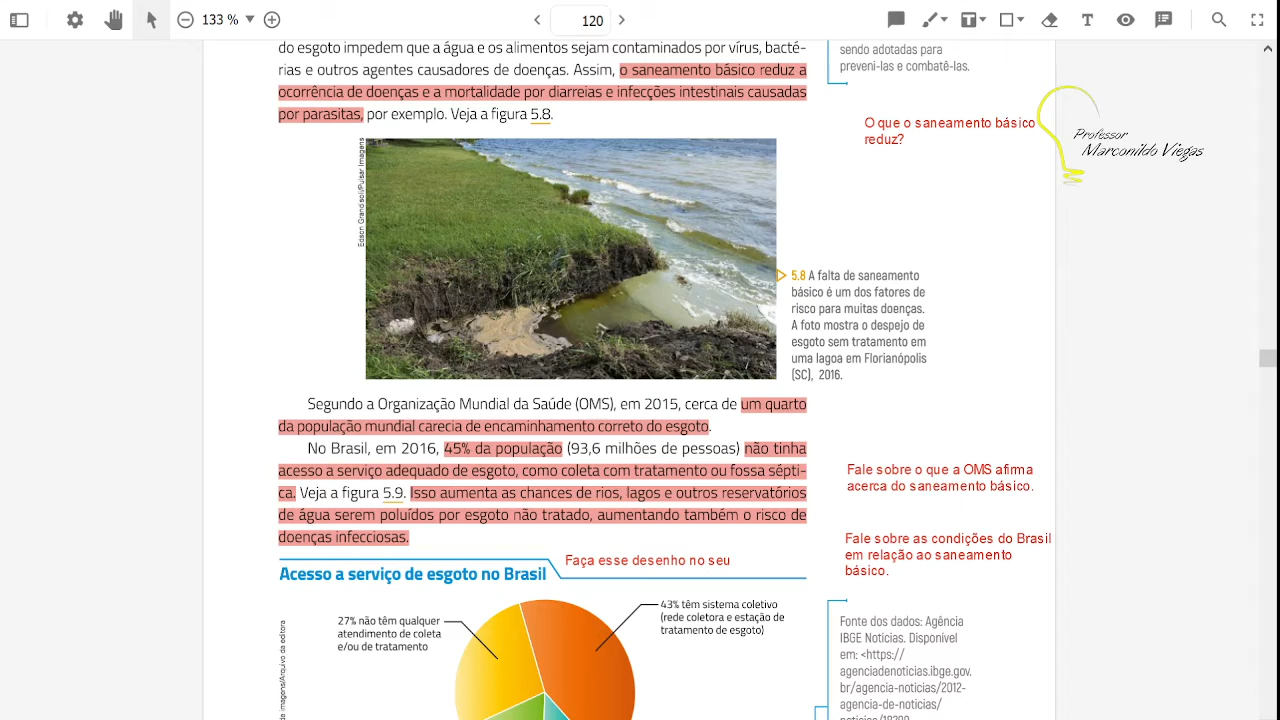 133 %
120
do esgoto impedem que a água e os alimentos sejam contaminados por vírus, bacté-
rias e outros agentes causadores de doenças. Assim, o saneamento básico reduz a
ocorrência de doenças e a mortalidade por diarreias e infecções intestinais causadas
por parasitas, por exemplo. Veja a figura 5.8.
sendo adotadas para
preveni-las e combatê-las.
O que o saneamento básico
reduz?
Professor
Marconildo Viegas
Edson Grandisoli/Pulsar Imagens
5.8 A falta de saneamento
básico é um dos fatores de
risco para muitas doenças.
A foto mostra o despejo de
esgoto sem tratamento em
uma lagoa em Florianópolis
(SC), 2016.
Segundo a Organização Mundial da Saúde (OMS), em 2015, cerca de um quarto
da população mundial carecia de encaminhamento correto do esgoto.
No Brasil, em 2016, 45% da população (93,6 milhões de pessoas) não tinha
acesso a serviço adequado de esgoto, como coleta com tratamento ou fossa sépti-
ca. Veja a figura 5.9. Isso aumenta as chances de rios, lagos e outros reservatórios
de água serem poluídos por esgoto não tratado, aumentando também o risco de
doenças infecciosas.
Fale sobre o que a OMS afirma
acerca do saneamento básico.
Fale sobre as condições do Brasil
em relação ao saneamento
básico.
Faça esse desenho no seu
Acesso a serviço de esgoto no Brasil
27% não têm qualquer
atendimento de coleta
e/ou de tratamento
43% têm sistema coletivo
(rede coletora e estação de
tratamento de esgoto)
de imagens/Arquivo da editora
Fonte dos dados: Agência
IBGE Notícias. Disponível
em: <https://
agenciadenoticias.ibge.gov.
br/agencia-noticias/2012-
agencia-de-noticias/